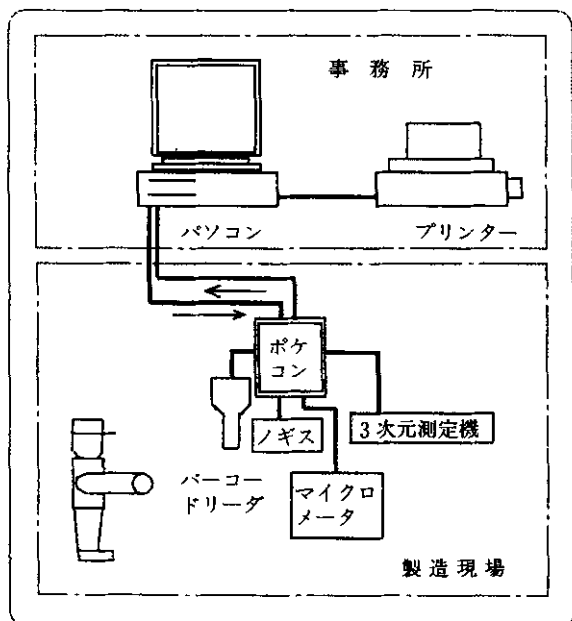 事務所
パソコン
プリンター
ポケ
コン
ノギス
3次元測定機
バーコー
ドリーダ
マイクロ
メータ
製造現場